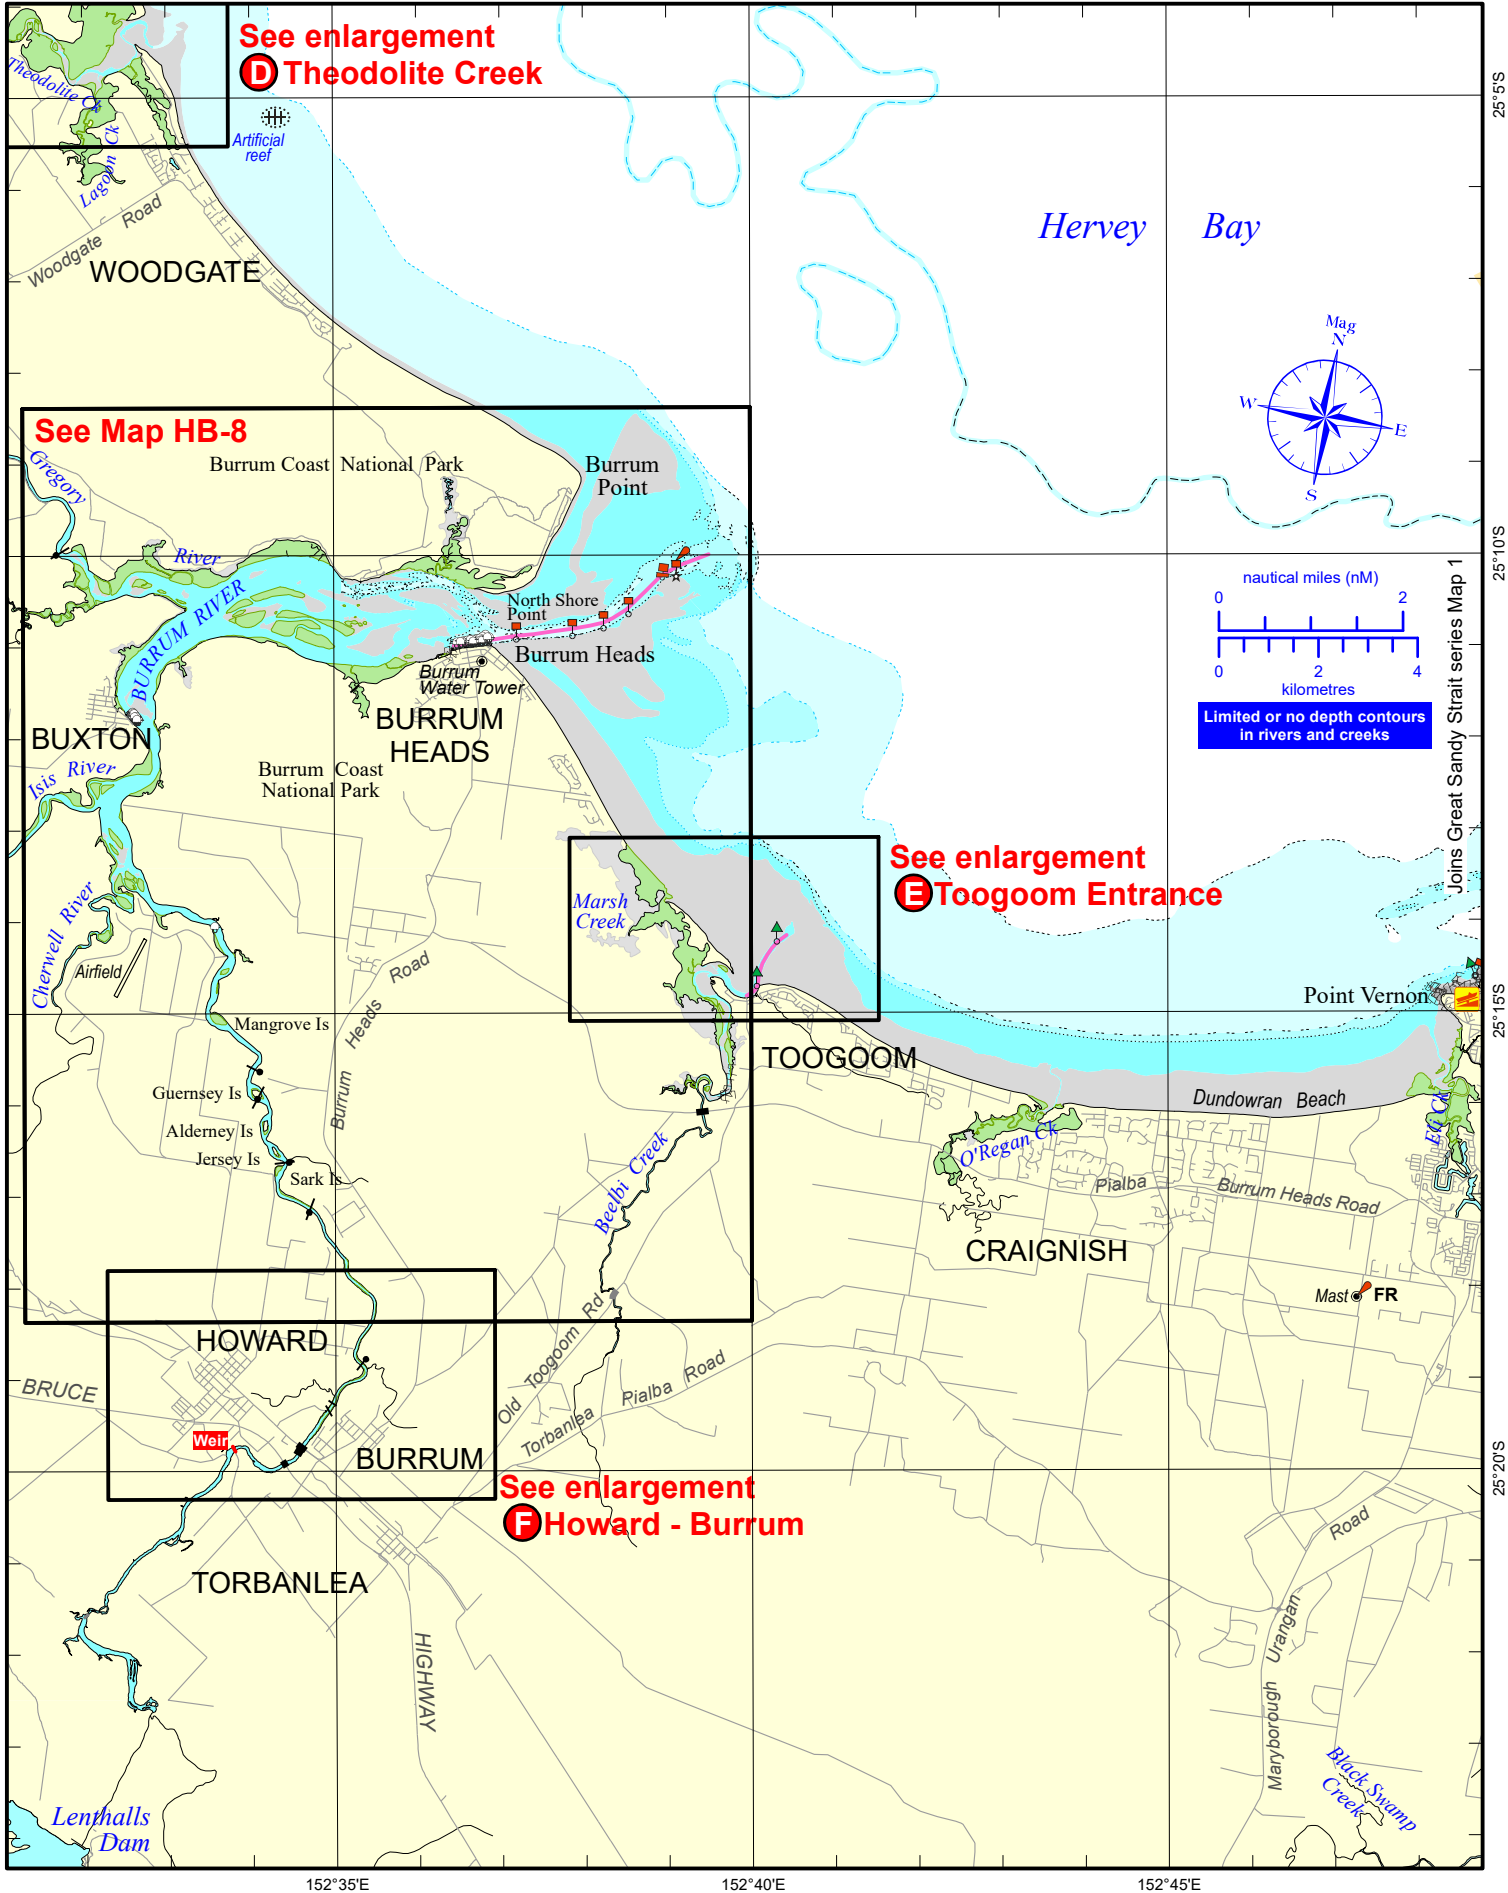 See enlargement
D Theodolite Creek
Theodolite Ck
Lagoon Ck
Artificial
reef
25°5'S
Woodgate Road
WOODGATE
Hervey Bay
Mag
N
W
E
S
See Map HB-8
Gregory
River
Burrum Coast National Park
Burrum
Point
25°10'S
nautical miles (nM)
0 2
0 2 4
kilometres
Limited or no depth contours
in rivers and creeks
Joins Great Sandy Strait series Map 1
BURRUM RIVER
North Shore
Point
Burrum Heads
Burrum
Water Tower
BURRUM
HEADS
BUXTON
Isis River
Burrum Coast
National Park
See enlargement
E Toogoom Entrance
Marsh
Creek
Cherwell River
Airfield
Burrum Heads Road
Point Vernon
25°15'S
Mangrove Is
TOOGOOM
Guernsey Is
Alderney Is
Jersey Is
Sark Is
Beelbi Creek
Dundowran Beach
Eli Ck
O'Regan Ck
Pialba Burrum Heads Road
CRAIGNISH
Mast FR
HOWARD
BRUCE
Old Toogoom Rd
Torbanlea Pialba Road
Weir
BURRUM
25°20'S
See enlargement
F Howard - Burrum
TORBANLEA
HIGHWAY
Maryborough Urangan Road
Black Swamp
Creek
Lenthalls
Dam
152°35'E
152°40'E
152°45'E